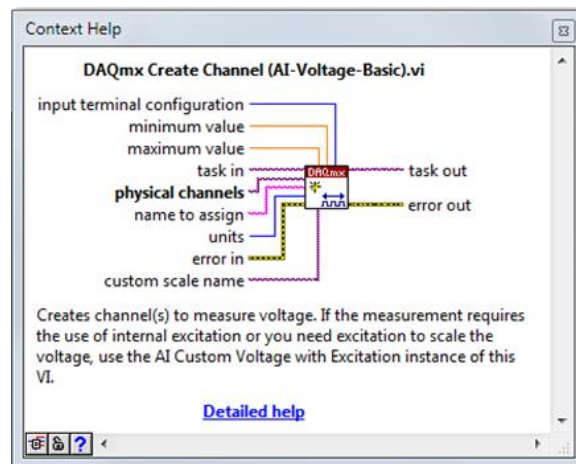 Context Help
DAQmx Create Channel (AI-Voltage-Basic).vi
input terminal configuration
minimum value
maximum value
task in
task out
physical channels
name to assign
error out
units
error in
custom scale name
DAQmx
Creates channel(s) to measure voltage. If the measurement requires
the use of internal excitation or you need excitation to scale the
voltage, use the AI Custom Voltage with Excitation instance of this
VI.
Detailed help
?